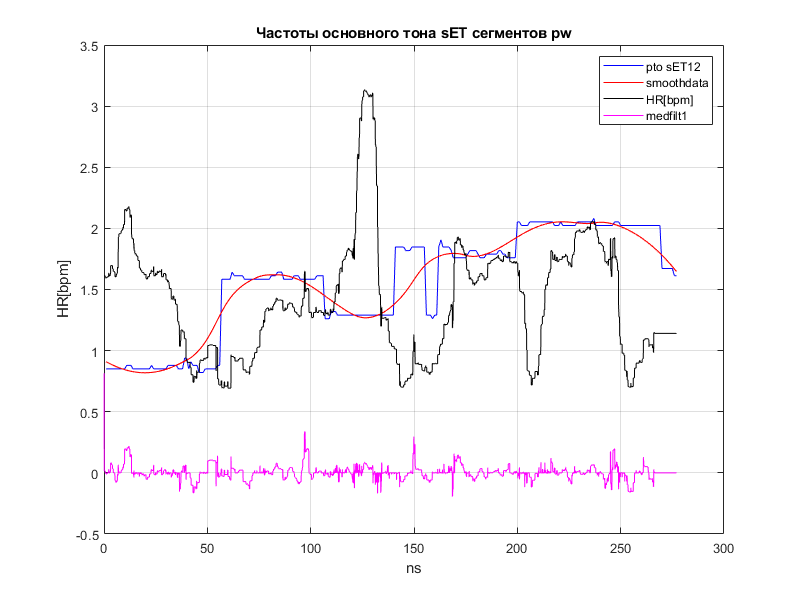 Частоты основного тона sET сегментов pw
pto sET12
smoothdata
HR[bpm]
medfilt1
3.5
3
2.5
2
1.5
1
0.5
0
-0.5
HR[bpm]
0 50 100 150 200 250 300
ns